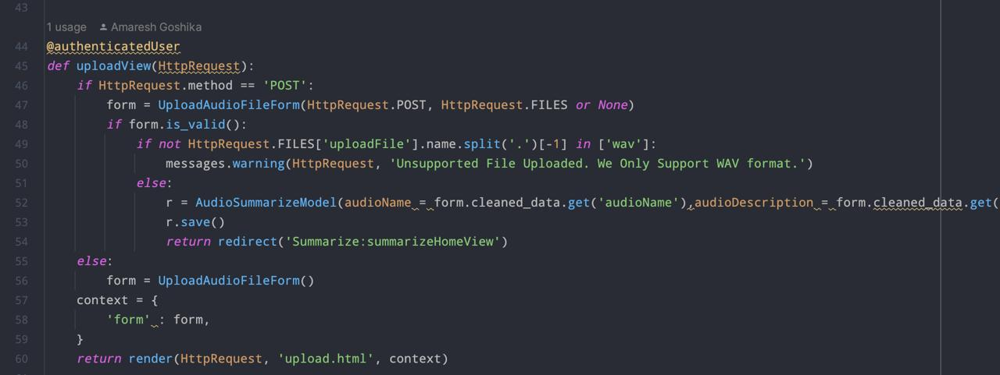 43
1 usage Amaresh Goshika
44 @authenticatedUser
45 def uploadView(HttpRequest):
46     if HttpRequest.method == 'POST':
47         form = UploadAudioFileForm(HttpRequest.POST, HttpRequest.FILES or None)
48         if form.is_valid():
49             if not HttpRequest.FILES['uploadFile'].name.split('.')[-1] in ['wav']:
50                 messages.warning(HttpRequest, 'Unsupported File Uploaded. We Only Support WAV format.')
51             else:
52                 r = AudioSummarizeModel(audioName = form.cleaned_data.get('audioName'),audioDescription = form.cleaned_data.get(
53                 r.save()
54                 return redirect('Summarize:summarizeHomeView')
55     else:
56         form = UploadAudioFileForm()
57     context = {
58         'form' : form,
59     }
60     return render(HttpRequest, 'upload.html', context)